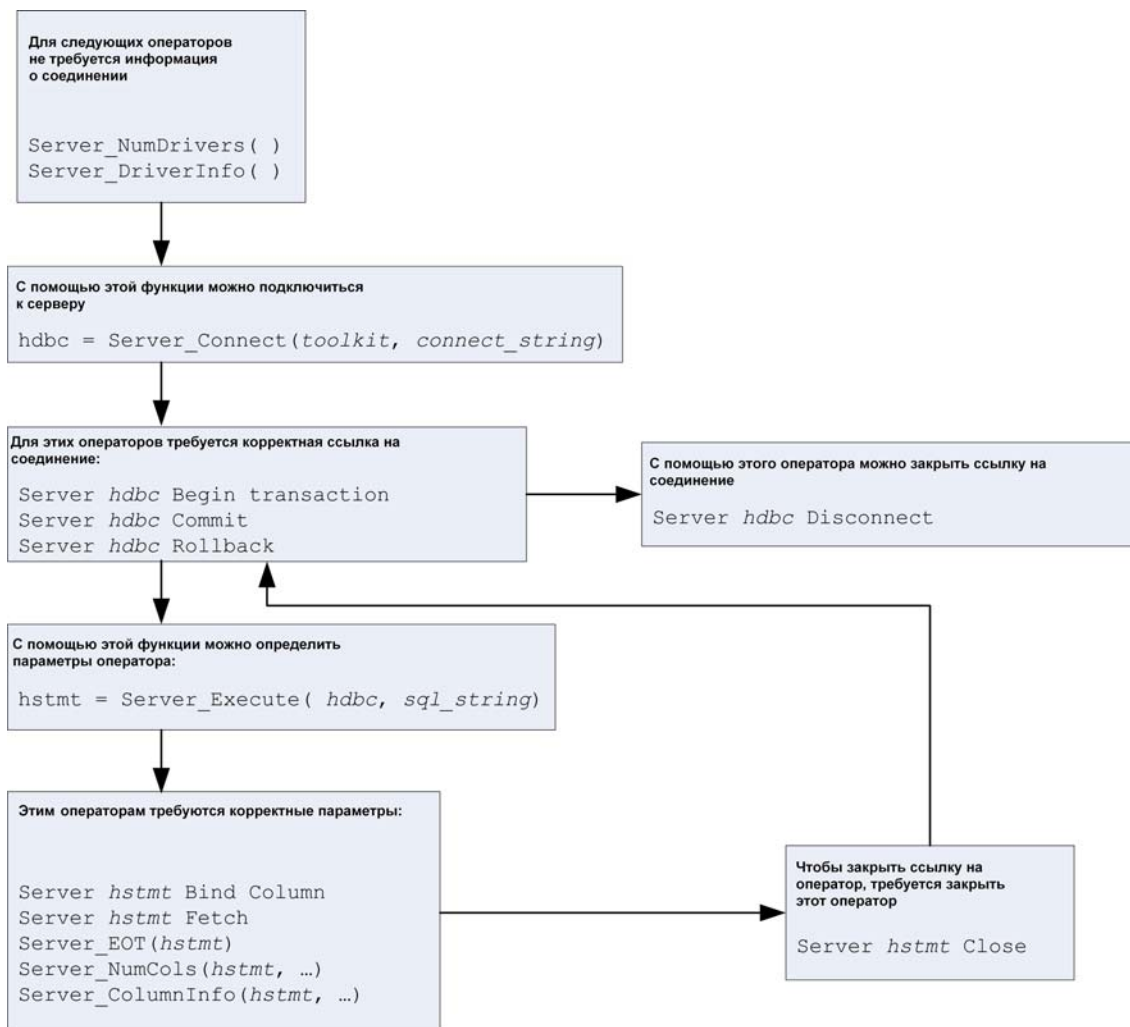 Для следующих операторов
не требуется информация
о соединении
Server_NumDrivers( )
Server_DriverInfo( )
С помощью этой функции можно подключиться
к серверу
hdbc = Server_Connect(toolkit, connect_string)
Для этих операторов требуется корректная ссылка на
соединение:
Server hdbc Begin transaction
Server hdbc Commit
Server hdbc Rollback
С помощью этого оператора можно закрыть ссылку на
соединение
Server hdbc Disconnect
С помощью этой функции можно определить
параметры оператора:
hstmt = Server_Execute( hdbc, sql_string)
Этим операторам требуются корректные параметры:
Server hstmt Bind Column
Server hstmt Fetch
Server_EOT(hstmt)
Server_NumCols(hstmt, …)
Server_ColumnInfo(hstmt, …)
Чтобы закрыть ссылку на
оператор, требуется закрыть
этот оператор
Server hstmt Close